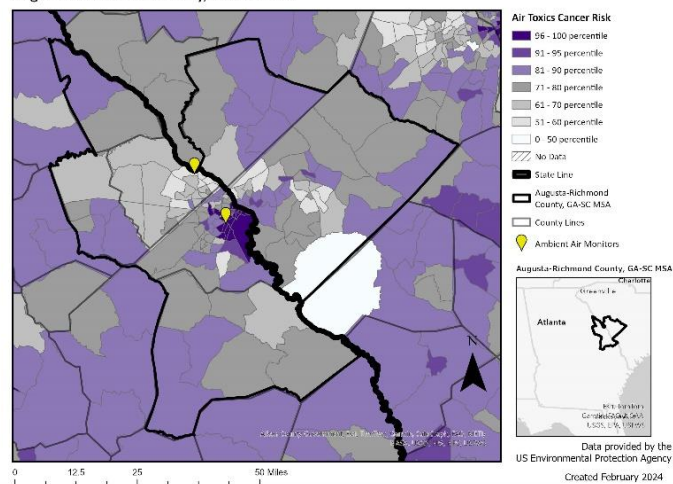 Air Toxics Cancer Risk
96 - 100 percentile
91 - 95 percentile
81 - 90 percentile
71 - 80 percentile
61 - 70 percentile
51 - 60 percentile
0 - 50 percentile
No Data
State Line
Augusta-Richmond
County, GA-SC MSA
County Lines
Ambient Air Monitors
Augusta-Richmond County, GA-SC MSA
Charlotte
Greenville
Atlanta
N
USGS, EPA,
Data provided by the
US Environmental Protection Agency
Created February 2024
0 12.5 25 50 Miles